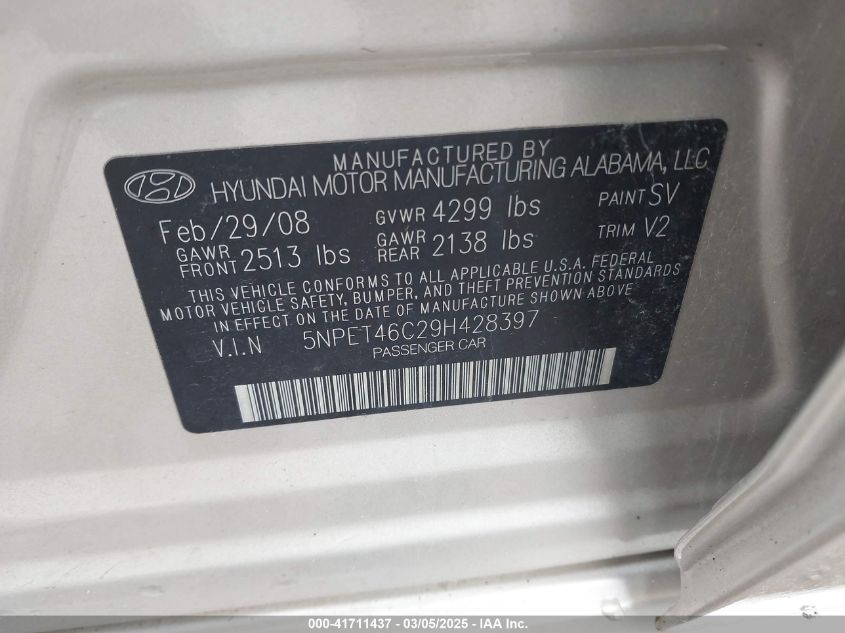 MANUFACTURED BY
HYUNDAI MOTOR MANUFACTURING ALABAMA, LLC
Feb/29/08 GVWR 4299 lbs PAINT SV
GAWR FRONT 2513 lbs GAWR REAR 2138 lbs TRIM V2
THIS VEHICLE CONFORMS TO ALL APPLICABLE U.S.A. FEDERAL
MOTOR VEHICLE SAFETY, BUMPER, AND THEFT PREVENTION STANDARDS
IN EFFECT ON THE DATE OF MANUFACTURE SHOWN ABOVE
V.I.N 5NPET46C29H428397
PASSENGER CAR
000-41711437 - 03/05/2025 - IAA Inc.